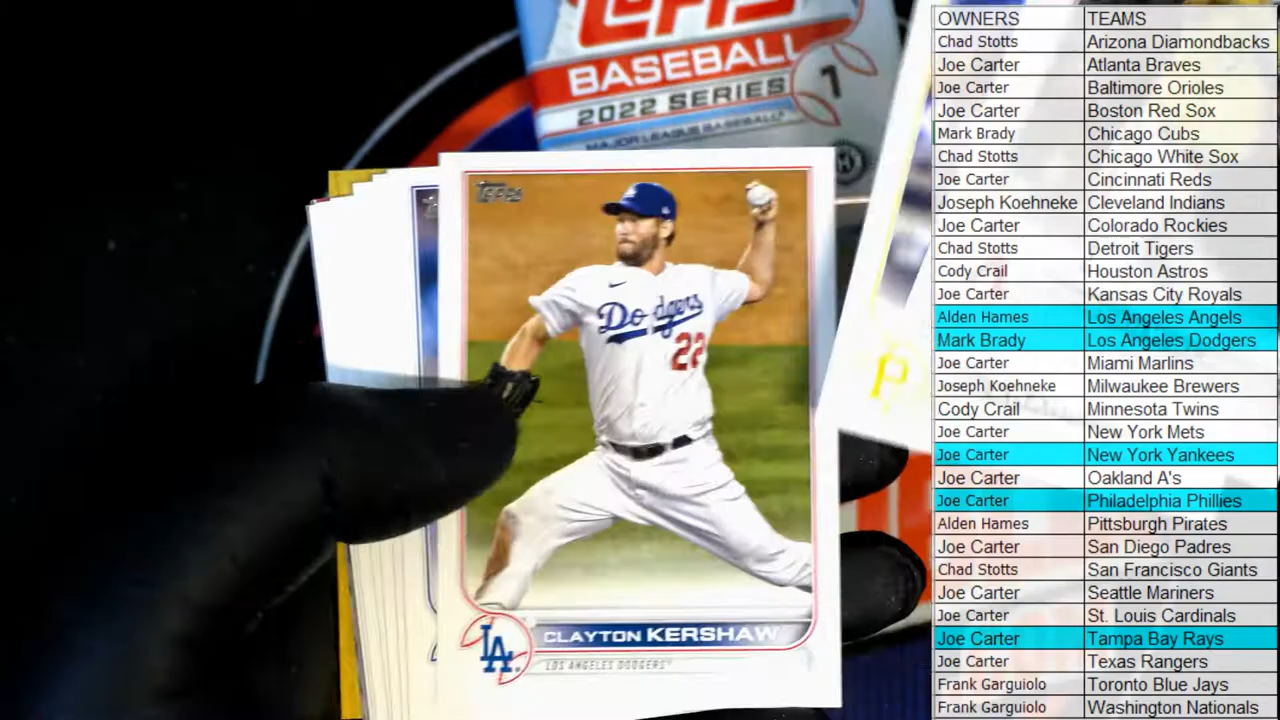 Topps
BASEBALL
2022 SERIES 1
MAJOR LEAGUE BASEBALL
Topps
Dodgers
22
P
LA
CLAYTON KERSHAW
LOS ANGELES DODGERS
OWNERS TEAMS
Chad Stotts Arizona Diamondbacks
Joe Carter Atlanta Braves
Joe Carter Baltimore Orioles
Joe Carter Boston Red Sox
Mark Brady Chicago Cubs
Chad Stotts Chicago White Sox
Joe Carter Cincinnati Reds
Joseph Koehneke Cleveland Indians
Joe Carter Colorado Rockies
Chad Stotts Detroit Tigers
Cody Crail Houston Astros
Joe Carter Kansas City Royals
Alden Hames Los Angeles Angels
Mark Brady Los Angeles Dodgers
Joe Carter Miami Marlins
Joseph Koehneke Milwaukee Brewers
Cody Crail Minnesota Twins
Joe Carter New York Mets
Joe Carter New York Yankees
Joe Carter Oakland A's
Joe Carter Philadelphia Phillies
Alden Hames Pittsburgh Pirates
Joe Carter San Diego Padres
Chad Stotts San Francisco Giants
Joe Carter Seattle Mariners
Joe Carter St. Louis Cardinals
Joe Carter Tampa Bay Rays
Joe Carter Texas Rangers
Frank Garguiolo Toronto Blue Jays
Frank Garguiolo Washington Nationals